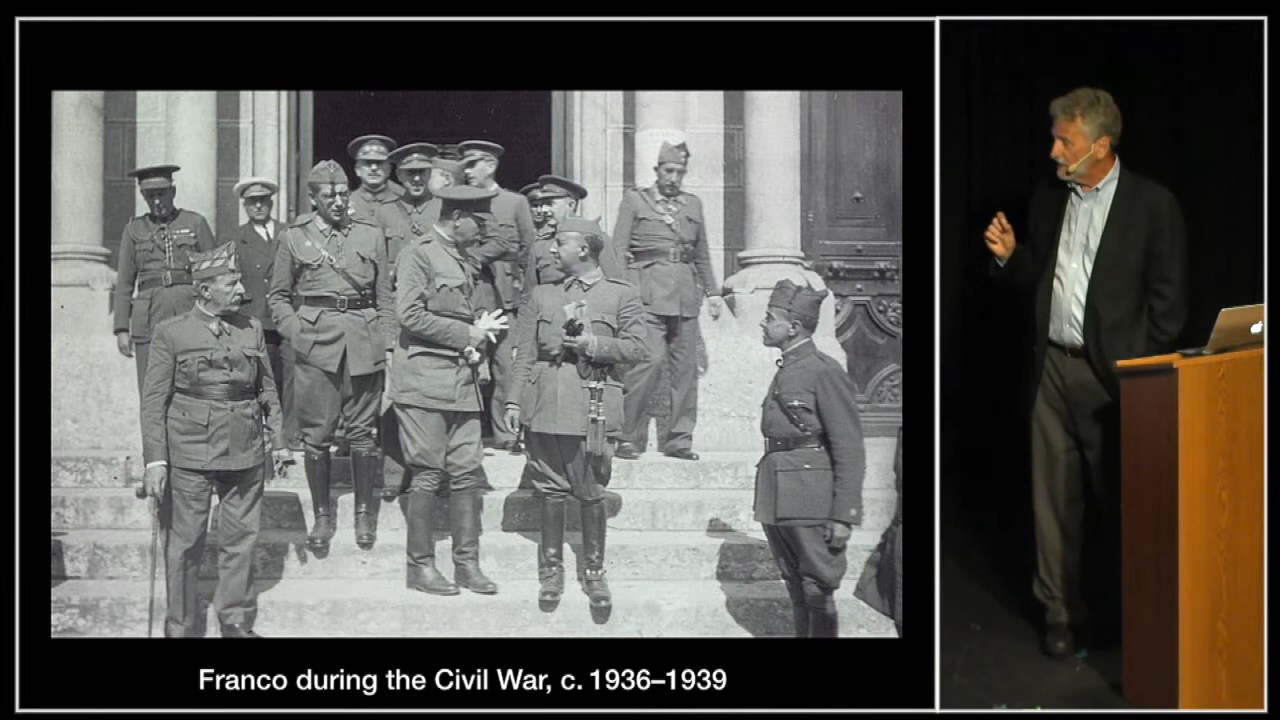 Franco during the Civil War, c. 1936–1939